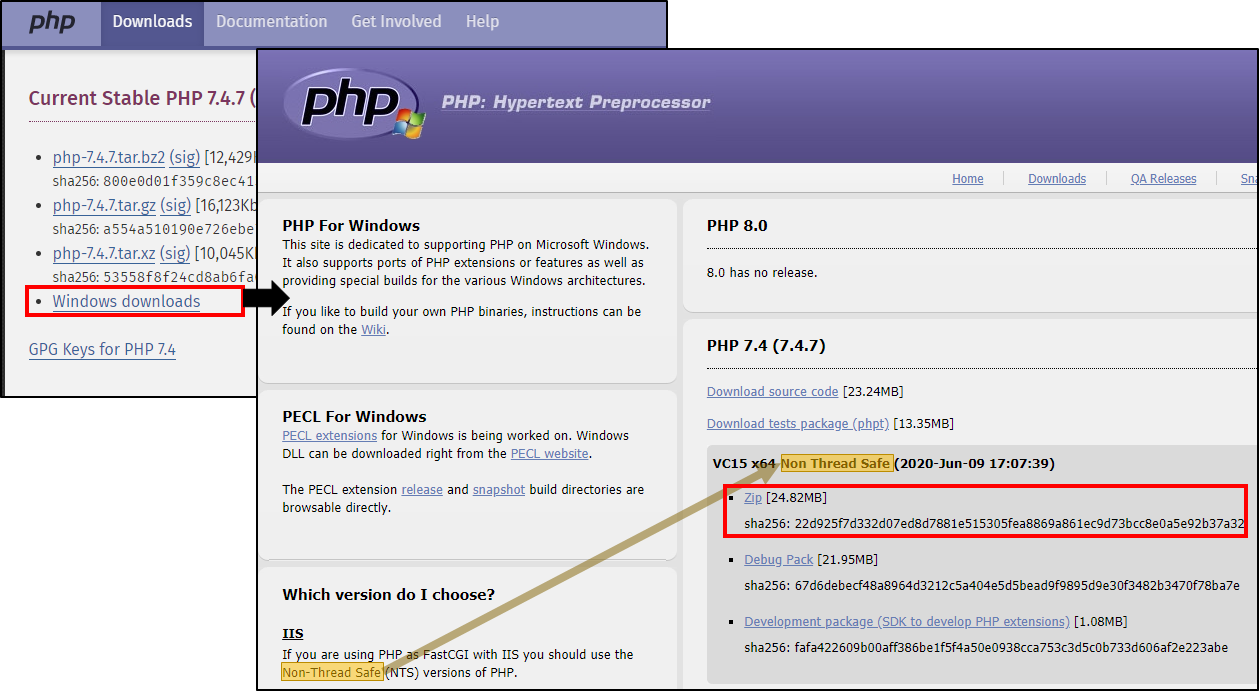 php Downloads Documentation Get Involved Help
Current Stable PHP 7.4.7 (
php-7.4.7.tar.bz2 (sig) [12,429
sha256: 800e0d01f359c8ec41
php-7.4.7.tar.gz (sig) [16,123Kb
sha256: a554a510190e726ebe
php-7.4.7.tar.xz (sig) [10,045K
sha256: 53558f8f24cd8ab6fa
Windows downloads
GPG Keys for PHP 7.4
php
PHP: Hypertext Preprocessor
Home Downloads QA Releases Sna
PHP For Windows
This site is dedicated to supporting PHP on Microsoft Windows.
It also supports ports of PHP extensions or features as well as
providing special builds for the various Windows architectures.
If you like to build your own PHP binaries, instructions can be
found on the Wiki.
PECL For Windows
PECL extensions for Windows is being worked on. Windows
DLL can be downloaded right from the PECL website.
The PECL extension release and snapshot build directories are
browsable directly.
Which version do I choose?
IIS
If you are using PHP as FastCGI with IIS you should use the
Non-Thread Safe (NTS) versions of PHP.
PHP 8.0
8.0 has no release.
PHP 7.4 (7.4.7)
Download source code [23.24MB]
Download tests package (phpt) [13.35MB]
VC15 x64 Non Thread Safe (2020-Jun-09 17:07:39)
Zip [24.82MB]
sha256: 22d925f7d332d07ed8d7881e515305fea8869a861ec9d73bcc8e0a5e92b37a32
Debug Pack [21.95MB]
sha256: 67d6debecf48a8964d3212c5a404e5d5bead9f9895d9e30f3482b3470f78ba7e
Development package (SDK to develop PHP extensions) [1.08MB]
sha256: fafa422609b00aff386be1f5f4a50e0938cca753c3d5c0b733d606af2e223abe